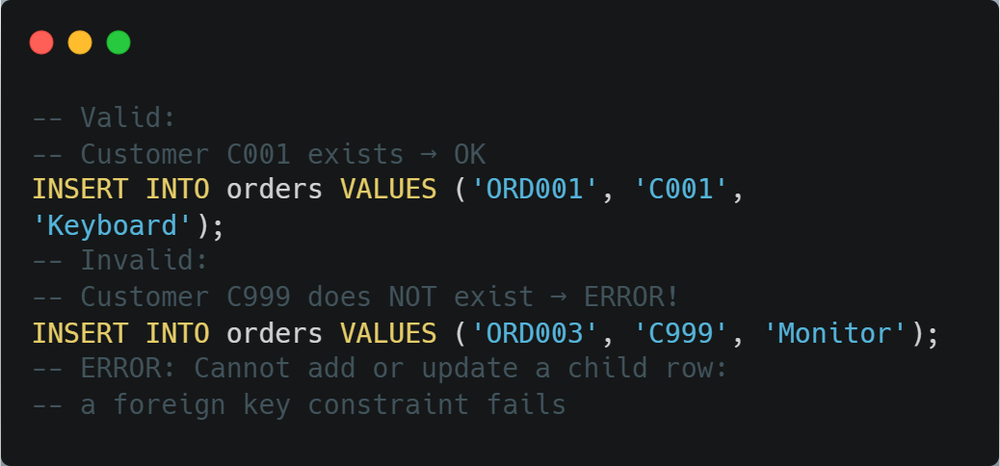 -- Valid:
-- Customer C001 exists → OK
INSERT INTO orders VALUES ('ORD001', 'C001',
'Keyboard');
-- Invalid:
-- Customer C999 does NOT exist → ERROR!
INSERT INTO orders VALUES ('ORD003', 'C999', 'Monitor');
-- ERROR: Cannot add or update a child row:
-- a foreign key constraint fails